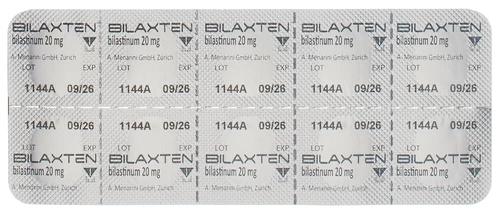 BILAXTEN BILAXTEN BILAXTEN BILAXTEN BILAXTEN
bilastinum 20 mg bilastinum 20 mg bilastinum 20 mg bilastinum 20 mg bilastinum 20 mg
A. Menarini GmbH, Zürich A. Menarini GmbH, Zürich A. Menarini GmbH, Zürich A. Menarini GmbH, Zürich A. Menarini GmbH, Zürich
LOT EXP LOT EXP LOT EXP LOT EXP LOT EXP
1144A 09/26 1144A 09/26 1144A 09/26 1144A 09/26 1144A 09/26
1144A 09/26 1144A 09/26 1144A 09/26 1144A 09/26 1144A 09/26
LOT EXP LOT EXP LOT EXP LOT EXP LOT EXP
BILAXTEN BILAXTEN BILAXTEN BILAXTEN BILAXTEN
bilastinum 20 mg bilastinum 20 mg bilastinum 20 mg bilastinum 20 mg bilastinum 20 mg
A. Menarini GmbH, Zürich A. Menarini GmbH, Zürich A. Menarini GmbH, Zürich A. Menarini GmbH, Zürich A. Menarini GmbH, Zürich